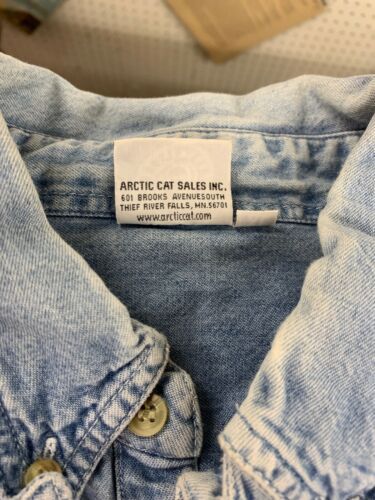 ARCTIC CAT SALES INC.
601 BROOKS AVENUESOUTH
THIEF RIVER FALLS, MN.56701
www.arcticcat.com